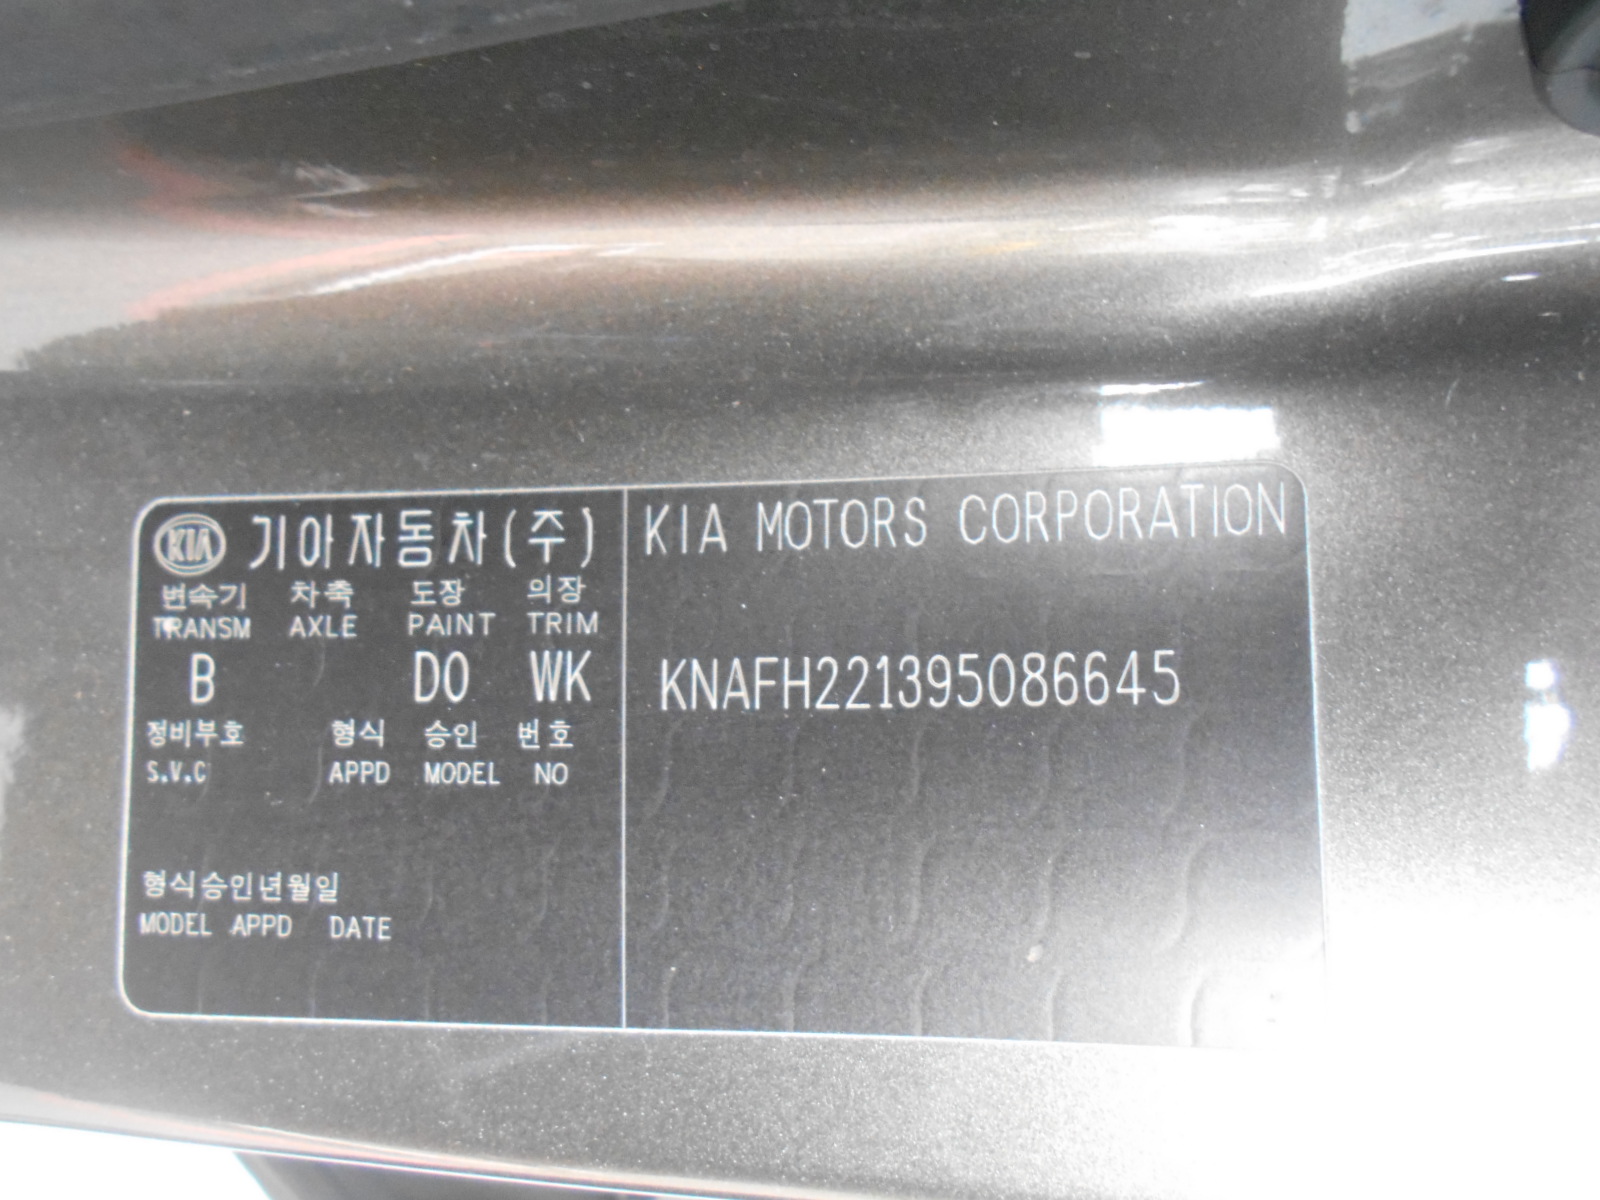 KIA 기아자동차(주)
변속기 차축 도장 의장
TRANSM AXLE PAINT TRIM
B D0 WK
정비부호 형식 승인 번호
S.V.C APPD MODEL NO
형식승인년월일
MODEL APPD DATE
KIA MOTORS CORPORATION
KNAFH221395086645